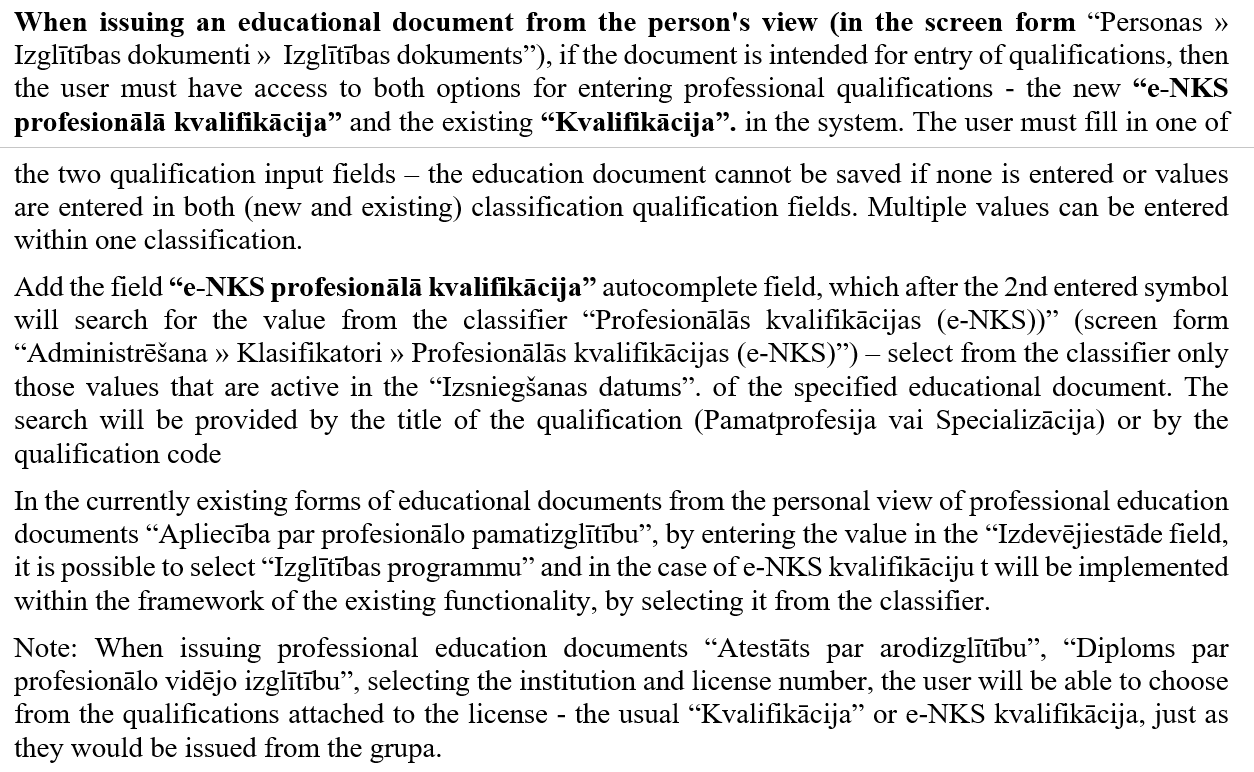 When issuing an educational document from the person's view (in the screen form “Personas »
Izglītības dokumenti » Izglītības dokuments”), if the document is intended for entry of qualifications, then
the user must have access to both options for entering professional qualifications - the new “e-NKS
profesionālā kvalifikācija” and the existing “Kvalifikācija”. in the system. The user must fill in one of
the two qualification input fields – the education document cannot be saved if none is entered or values
are entered in both (new and existing) classification qualification fields. Multiple values can be entered
within one classification.
Add the field “e-NKS profesionālā kvalifikācija” autocomplete field, which after the 2nd entered symbol
will search for the value from the classifier “Profesionālās kvalifikācijas (e-NKS))” (screen form
“Administrēšana » Klasifikatori » Profesionālās kvalifikācijas (e-NKS)”) – select from the classifier only
those values that are active in the “Izsniegšanas datums”. of the specified educational document. The
search will be provided by the title of the qualification (Pamatprofesija vai Specializācija) or by the
qualification code
In the currently existing forms of educational documents from the personal view of professional education
documents “Apliecība par profesionālo pamatizglītību”, by entering the value in the “Izdevējiestāde field,
it is possible to select “Izglītības programmu” and in the case of e-NKS kvalifikāciju t will be implemented
within the framework of the existing functionality, by selecting it from the classifier.
Note: When issuing professional education documents “Atestāts par arodizglītību”, “Diploms par
profesionālo vidējo izglītību”, selecting the institution and license number, the user will be able to choose
from the qualifications attached to the license - the usual “Kvalifikācija” or e-NKS kvalifikācija, just as
they would be issued from the grupa.